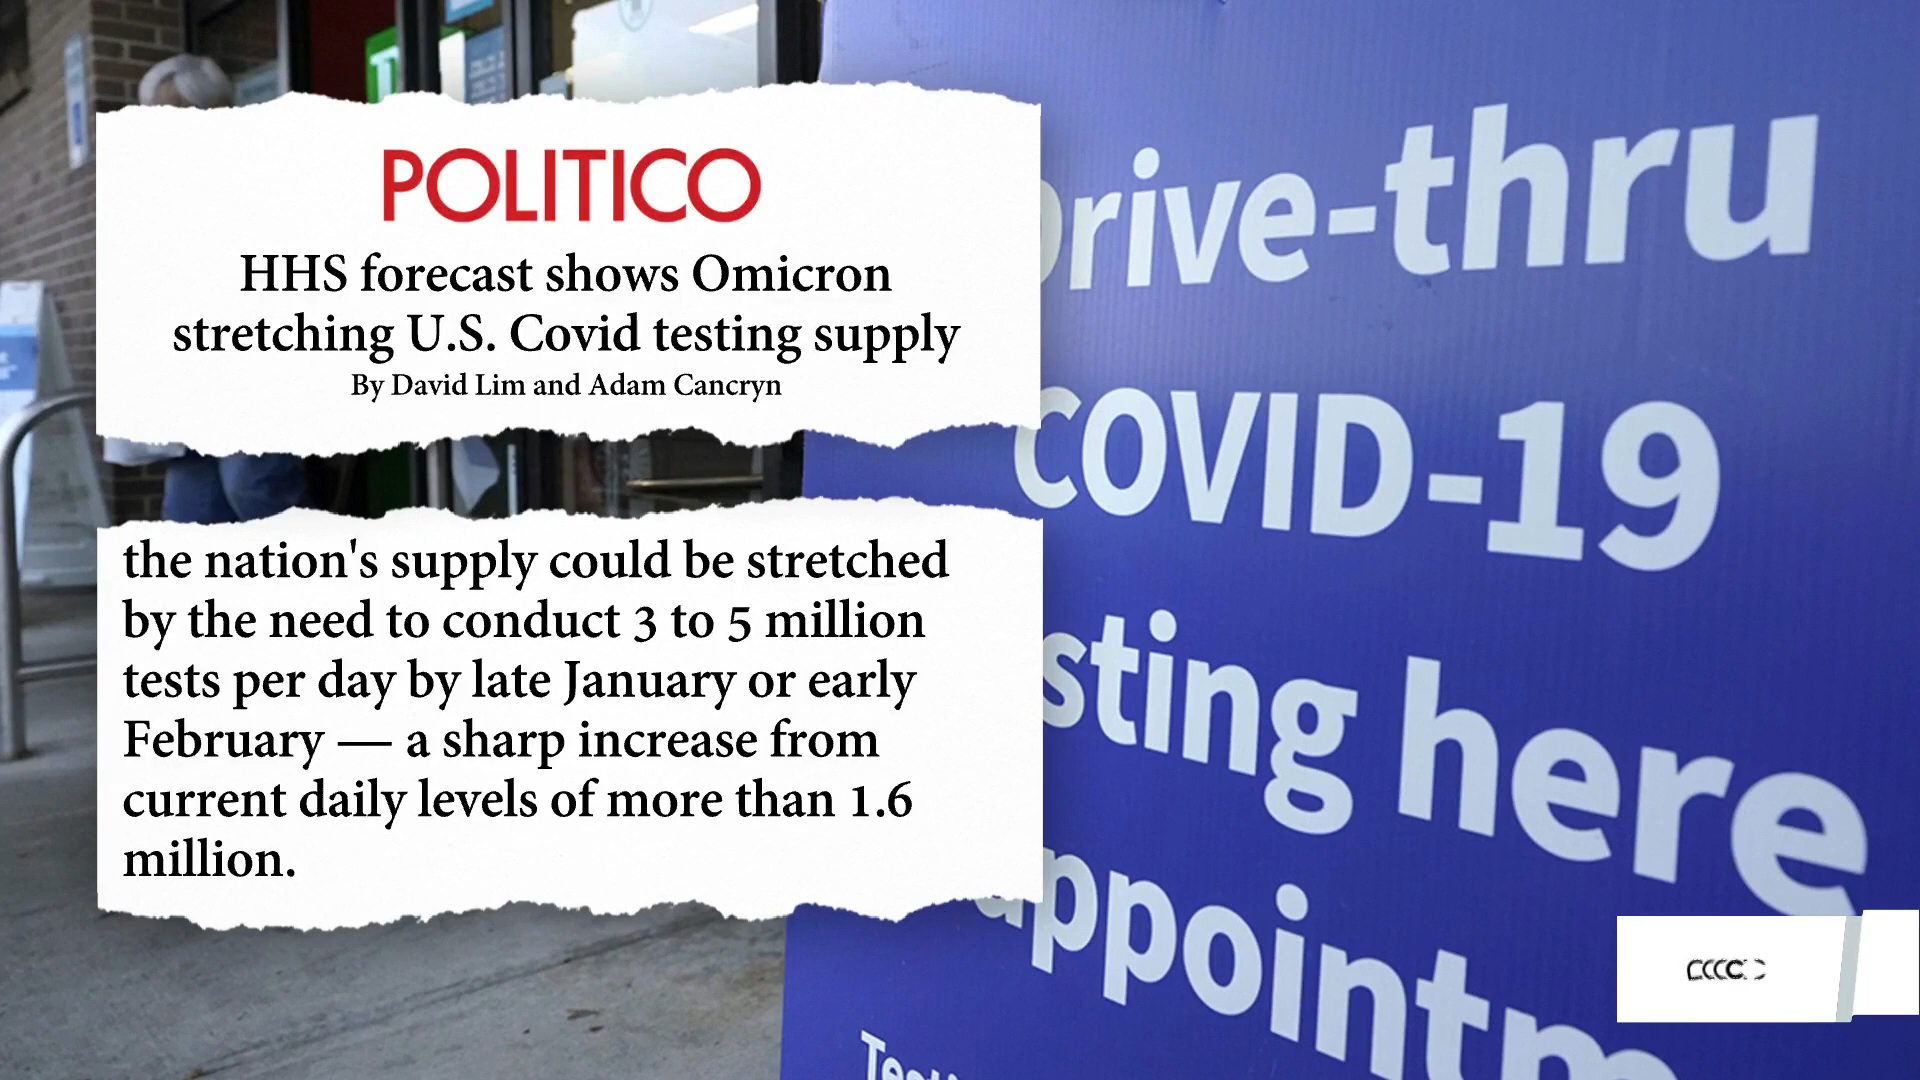 POLITICO
HHS forecast shows Omicron
stretching U.S. Covid testing supply
By David Lim and Adam Cancryn
the nation's supply could be stretched
by the need to conduct 3 to 5 million
tests per day by late January or early
February — a sharp increase from
current daily levels of more than 1.6
million.
Drive-thru
COVID-19
sting here
appointm